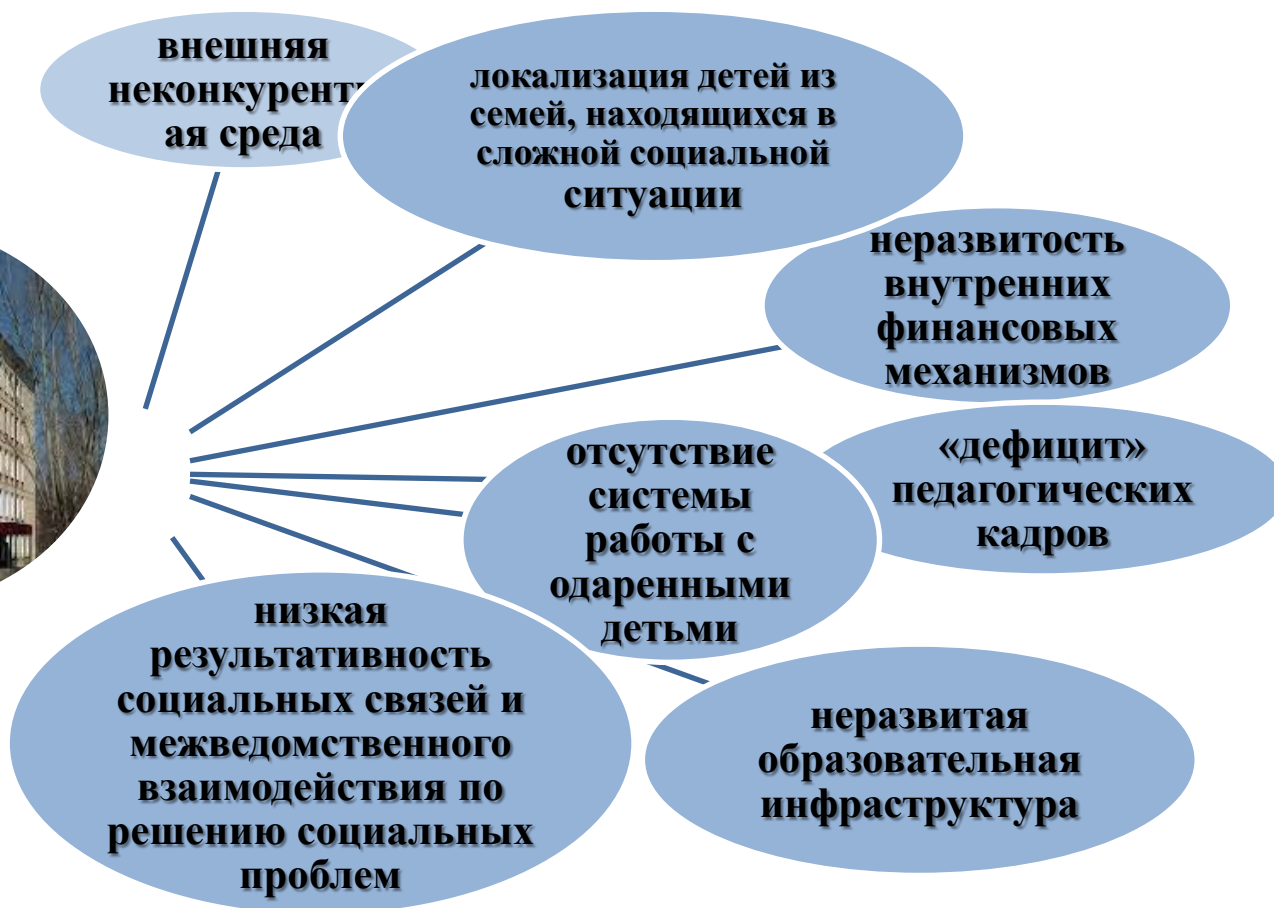 внешняя
неконкурентн
ая среда
локализация детей из
семей, находящихся в
сложной социальной
ситуации
неразвитость
внутренних
финансовых
механизмов
«дефицит»
педагогических
кадров
отсутствие
системы
работы с
одаренными
детьми
низкая
результативность
социальных связей и
межведомственного
взаимодействия по
решению социальных
проблем
неразвитая
образовательная
инфраструктура